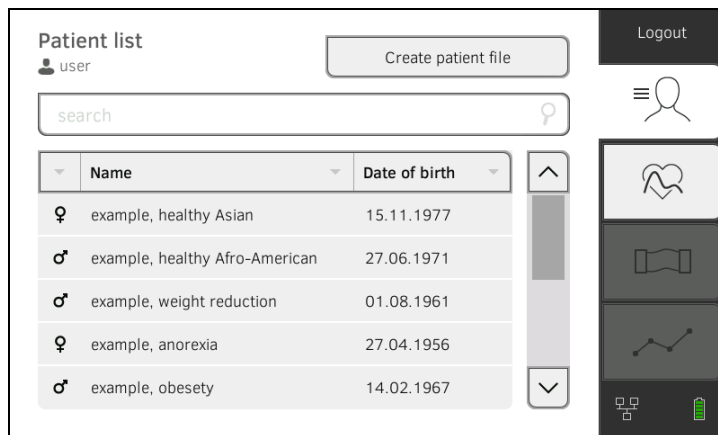 Patient list
user
Create patient file
Logout
search
Name Date of birth
♀ example, healthy Asian 15.11.1977
♂ example, healthy Afro-American 27.06.1971
♂ example, weight reduction 01.08.1961
♀ example, anorexia 27.04.1956
♂ example, obesety 14.02.1967